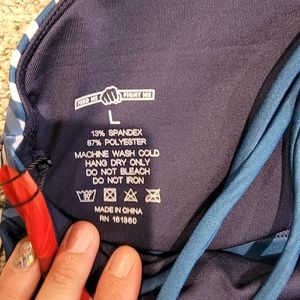 FEED ME FIGHT ME
L
13% SPANDEX
87% POLYESTER
MACHINE WASH COLD
HANG DRY ONLY
DO NOT BLEACH
DO NOT IRON
MADE IN CHINA
RN 161860